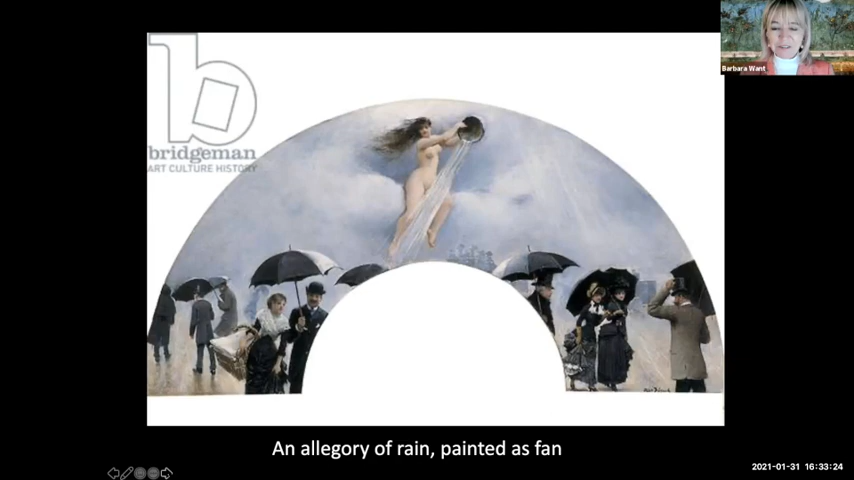 Barbara Want
bridgeman
ART CULTURE HISTORY
An allegory of rain, painted as fan
2021-01-31 16:33:24